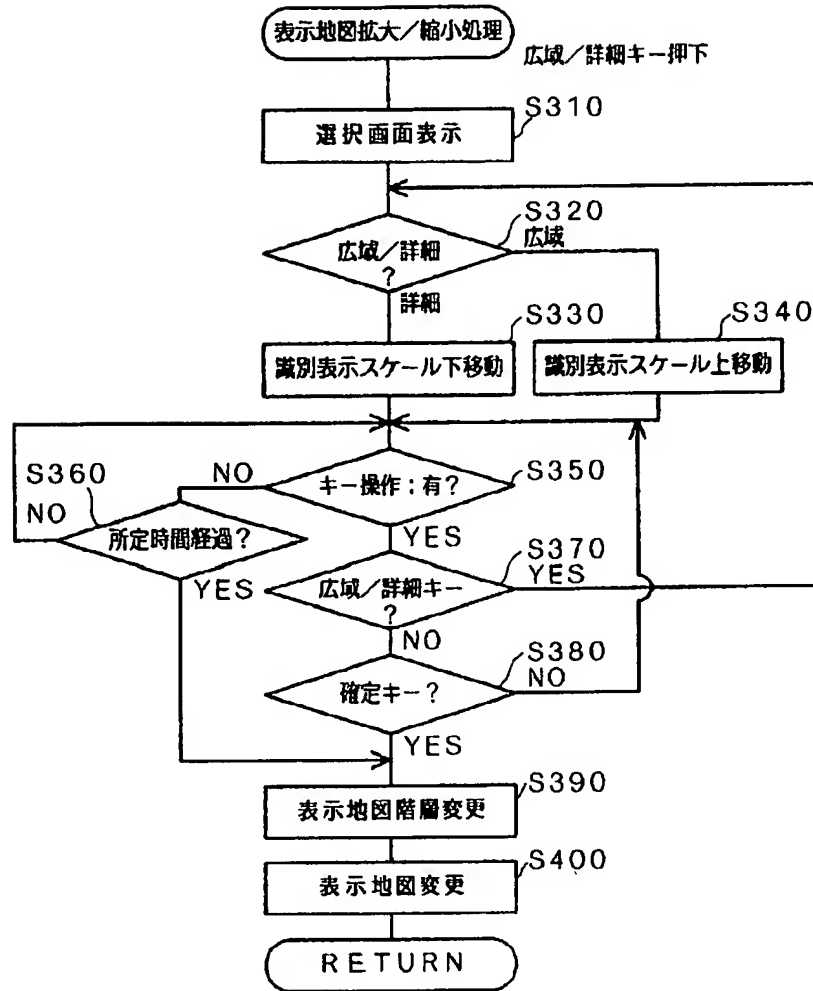 表示地図拡大／縮小処理
広域／詳細キー押下
S310
選択画面表示
S320
広域／詳細
?
広域
詳細
S330
S340
識別表示スケール下移動
識別表示スケール上移動
S350
キー操作：有？
NO
YES
S360
NO
所定時間経過？
YES
S370
広域／詳細キー
?
YES
NO
S380
確定キー？
NO
YES
S390
表示地図階層変更
S400
表示地図変更
RETURN